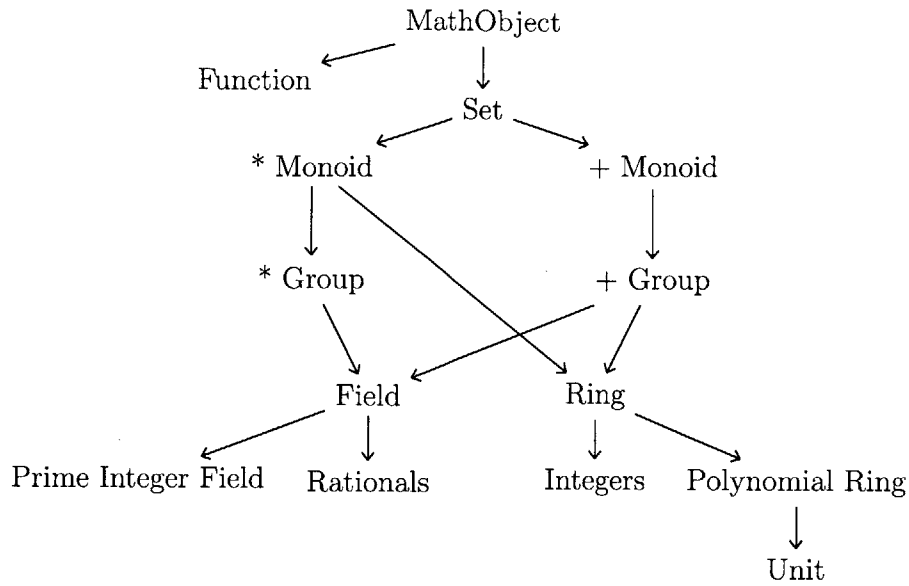 MathObject
Function
Set
* Monoid
+ Monoid
* Group
+ Group
Field
Ring
Prime Integer Field
Rationals
Integers
Polynomial Ring
Unit